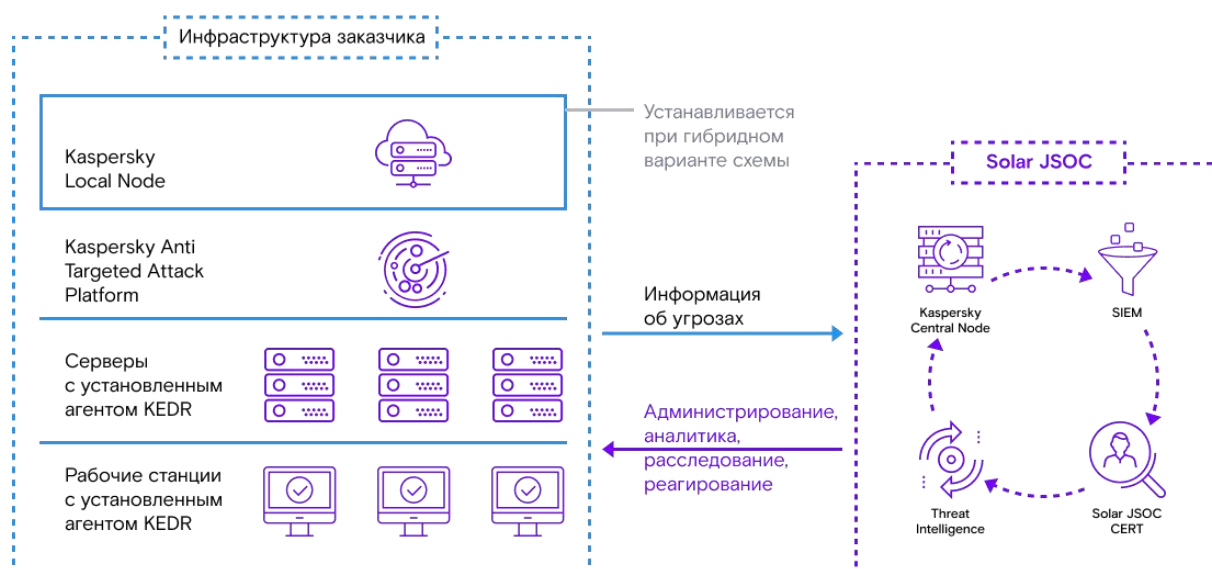 Инфраструктура заказчика
Kaspersky
Local Node
Устанавливается
при гибридном
варианте схемы
Kaspersky Anti
Targeted Attack
Platform
Серверы
с установленным
агентом KEDR
Рабочие станции
с установленным
агентом KEDR
Информация
об угрозах
Администрирование,
аналитика,
расследование,
реагирование
Solar JSOC
Kaspersky
Central Node
SIEM
Threat
Intelligence
Solar JSOC
CERT